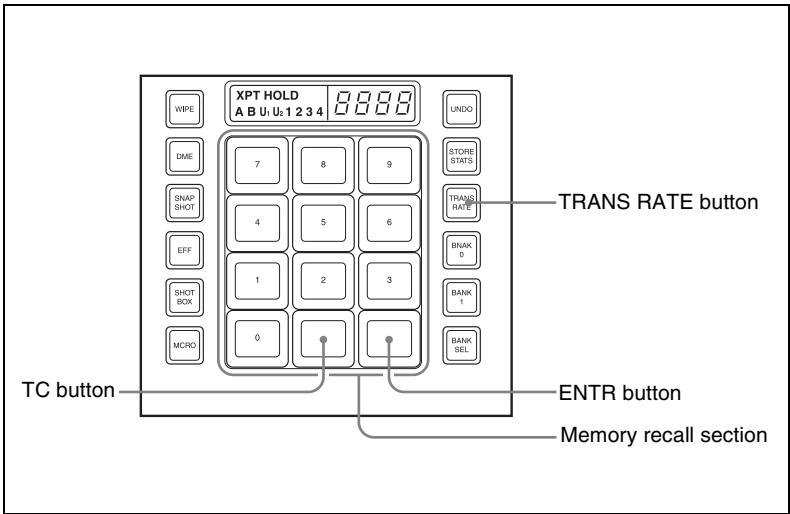 XPT HOLD
A B U1 U2 1 2 3 4 8888
WIPE
DME
SNAP
SHOT
EFF
SHOT
BOX
MCRO
7 8 9
4 5 6
1 2 3
0
UNDO
STORE
STATS
TRANS
RATE
BNAK
0
BANK
1
BANK
SEL
TRANS RATE button
TC button
ENTR button
Memory recall section